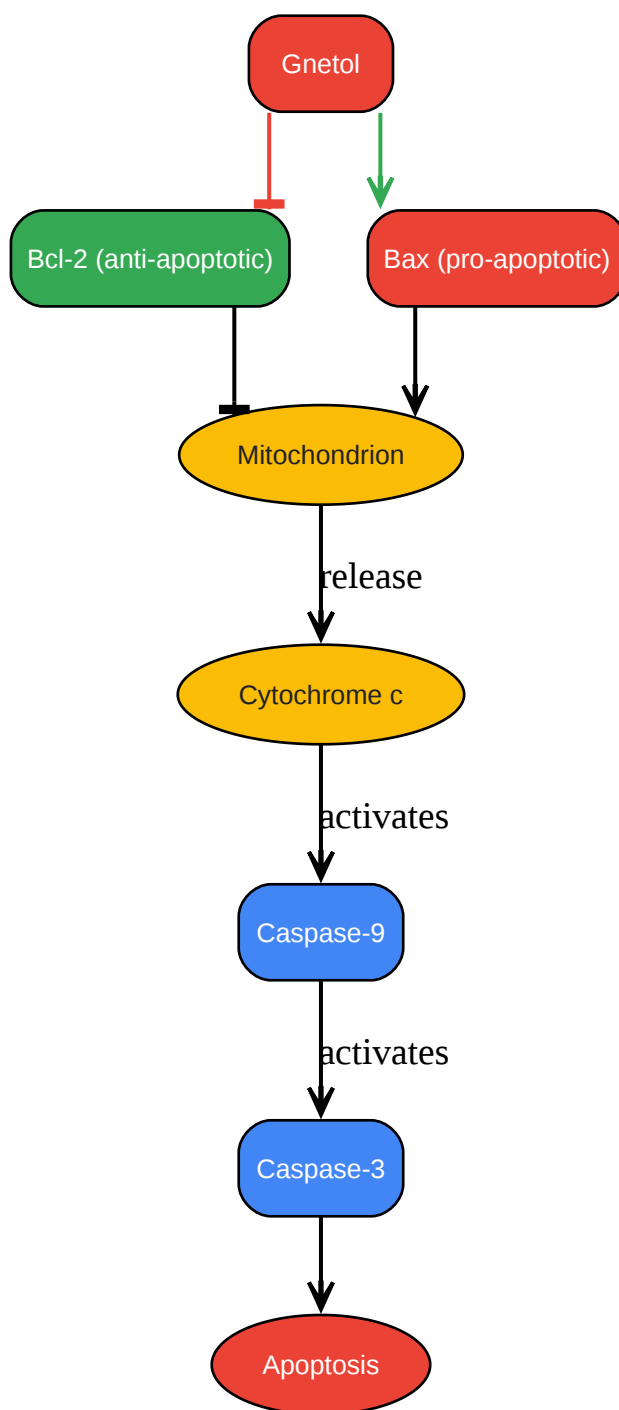 Gnetol
Bcl-2 (anti-apoptotic)
Bax (pro-apoptotic)
Mitochondrion
release
Cytochrome c
activates
Caspase-9
activates
Caspase-3
Apoptosis